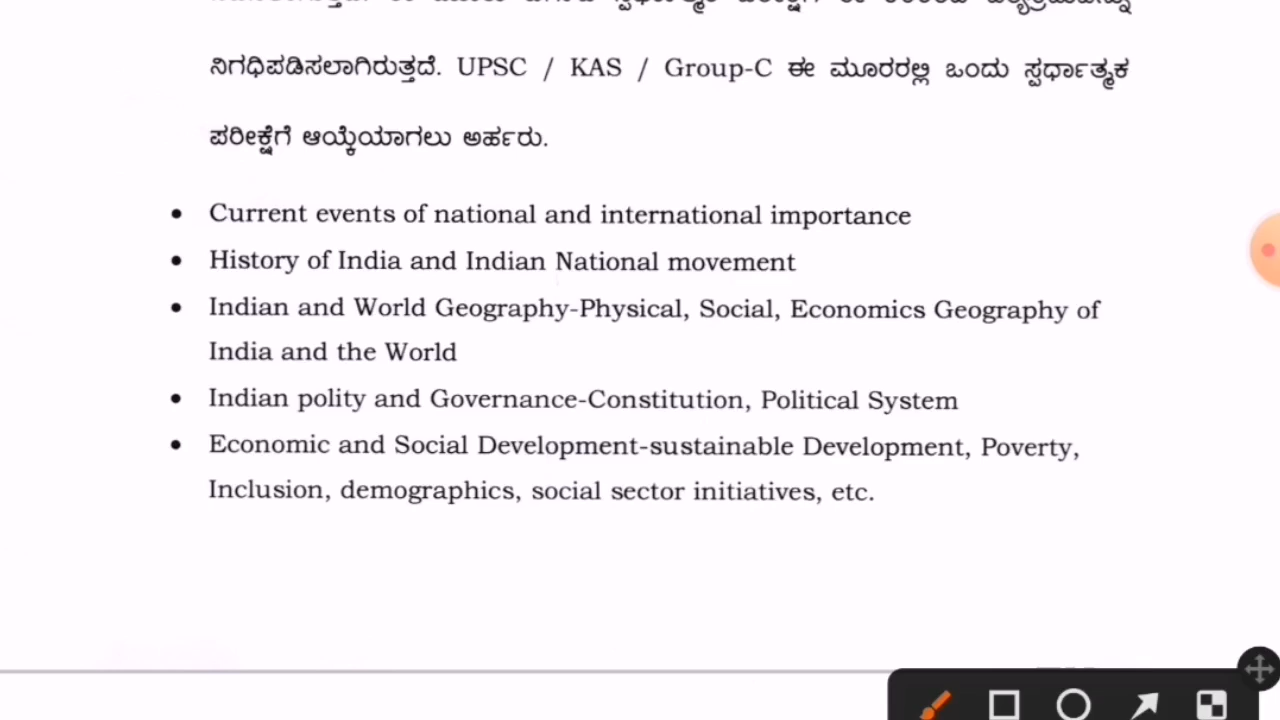 ನಿಗಧಿಪಡಿಸಲಾಗಿರುತ್ತದೆ. UPSC / KAS / Group-C ಈ ಮೂರರಲ್ಲಿ ಒಂದು ಸ್ಪರ್ಧಾತ್ಮಕ
ಪರೀಕ್ಷೆಗೆ ಆಯ್ಕೆಯಾಗಲು ಅರ್ಹರು.
• Current events of national and international importance
• History of India and Indian National movement
• Indian and World Geography-Physical, Social, Economics Geography of
India and the World
• Indian polity and Governance-Constitution, Political System
• Economic and Social Development-sustainable Development, Poverty,
Inclusion, demographics, social sector initiatives, etc.